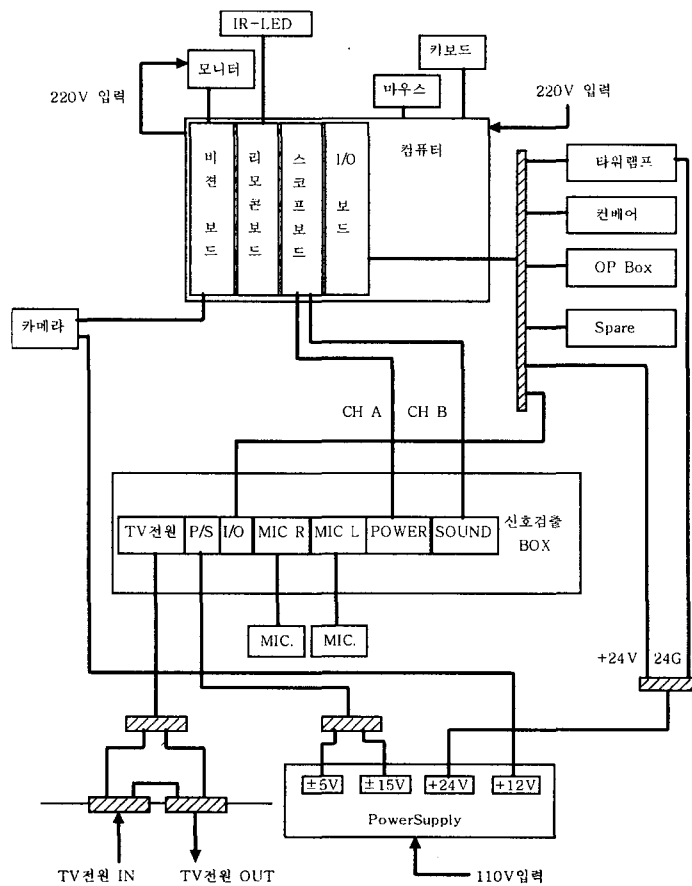 IR-LED
키보드
모니터
마우스
220V 입력
220V 입력
컴퓨터
비젼 보드
리모콘보드
스코프보드
I/O 보드
타워램프
컨베어
OP Box
Spare
카메라
CH A
CH B
TV전원
P/S
I/O
MIC R
MIC L
POWER
SOUND
신호검출
BOX
MIC.
MIC.
+24V
24G
±5V
±15V
+24V
+12V
PowerSupply
TV전원 IN
TV전원 OUT
110V입력